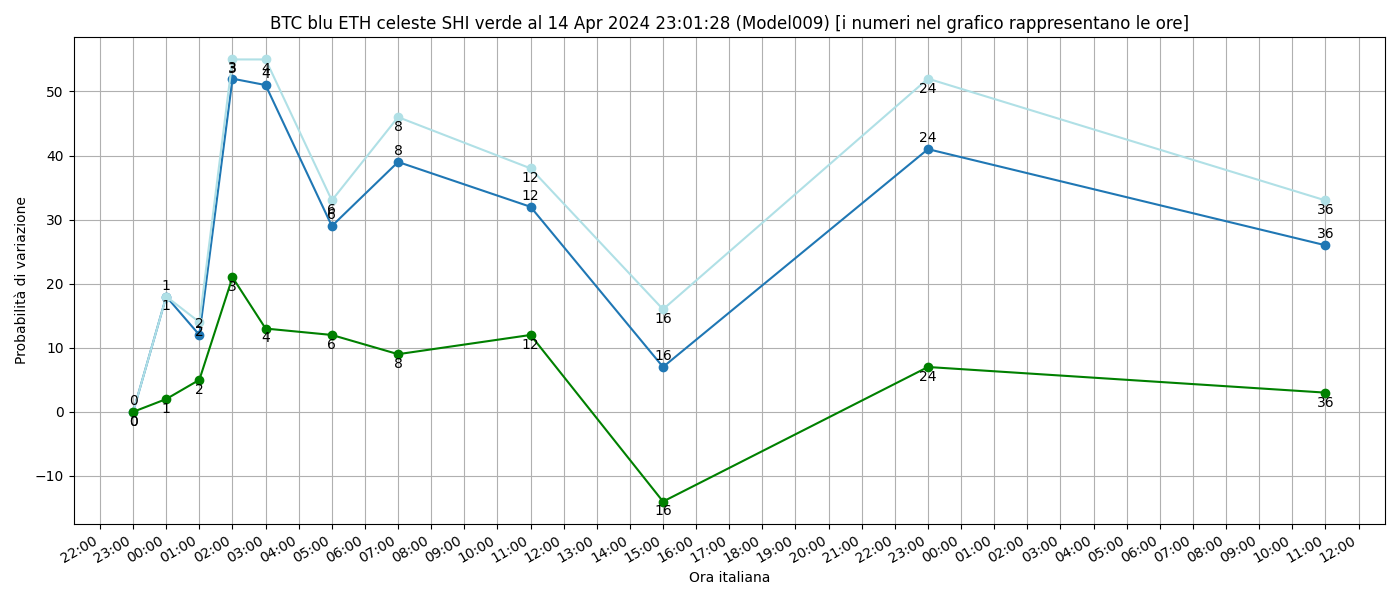 BTC blu ETH celeste SHI verde al 14 Apr 2024 23:01:28 (Model009) [i numeri nel grafico rappresentano le ore]
Probabilità di variazione
50
40
30
20
10
0
−10
0 1 2 3 4 6 8 12 16 24 36
0 1 2 3 4 6 8 12 16 24 36
0 1 2 3 4 6 8 12 16 24 36
22:00 23:00 00:00 01:00 02:00 03:00 04:00 05:00 06:00 07:00 08:00 09:00 10:00 11:00 12:00 13:00 14:00 15:00 16:00 17:00 18:00 19:00 20:00 21:00 22:00 23:00 00:00 01:00 02:00 03:00 04:00 05:00 06:00 07:00 08:00 09:00 10:00 11:00 12:00
Ora italiana